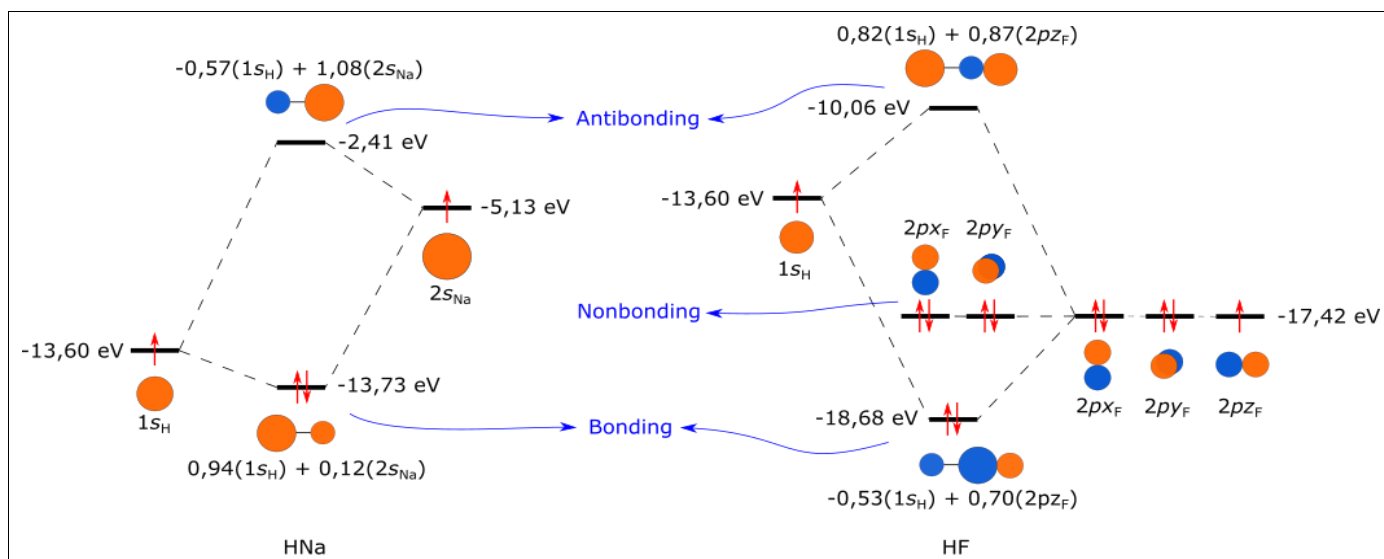 0,82(1sH) + 0,87(2pzF)
-0,57(1sH) + 1,08(2sNa)
-10,06 eV
Antibonding
-2,41 eV
-13,60 eV
-5,13 eV
1sH
2pxF 2pyF
2sNa
Nonbonding
-17,42 eV
-13,60 eV
1sH
-13,73 eV
2pxF 2pyF 2pzF
-18,68 eV
Bonding
0,94(1sH) + 0,12(2sNa)
-0,53(1sH) + 0,70(2pzF)
HNa
HF